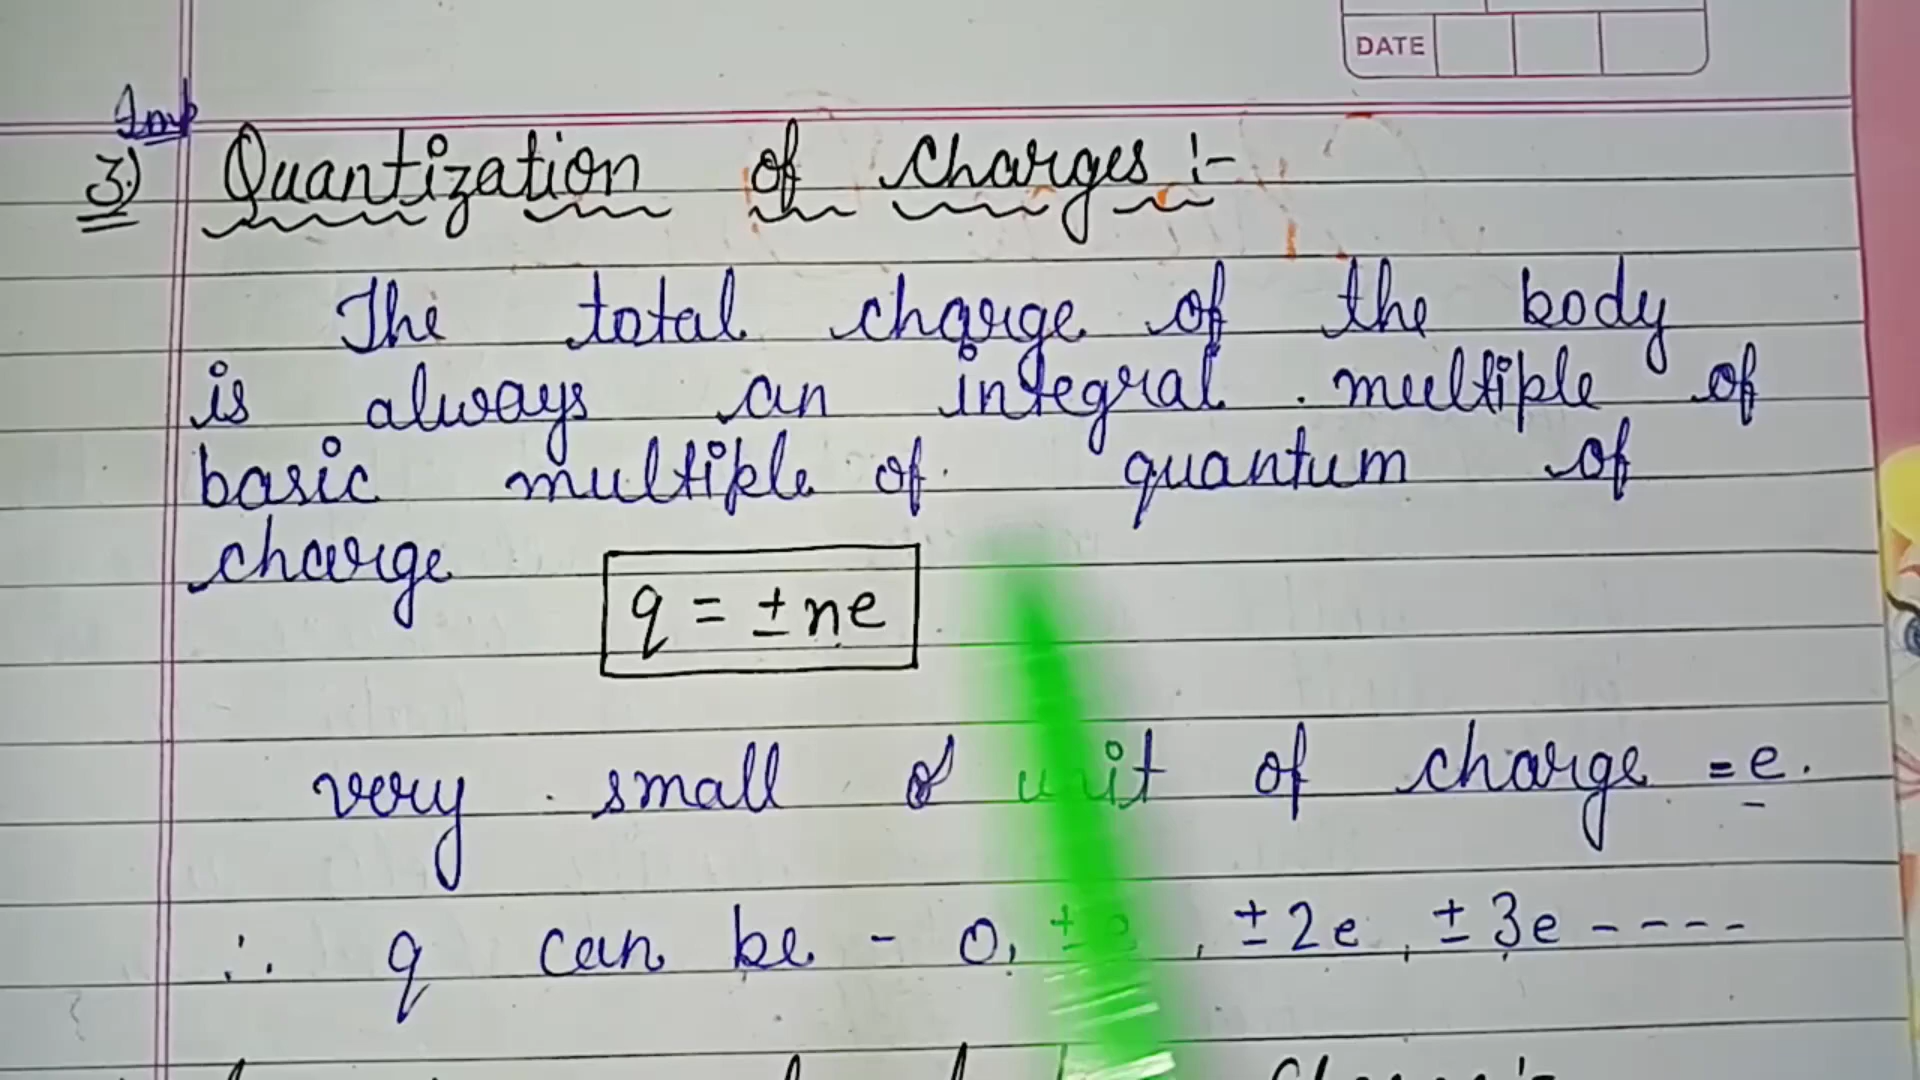 DATE
Imp
3) Quantization of charges :-
The total charge of the body
is always an integral multiple of
basic multiple of quantum of
charge
q = ±ne
very small unit of charge = e.
∴ q can be - 0, ±e, ±2e, ±3e ----